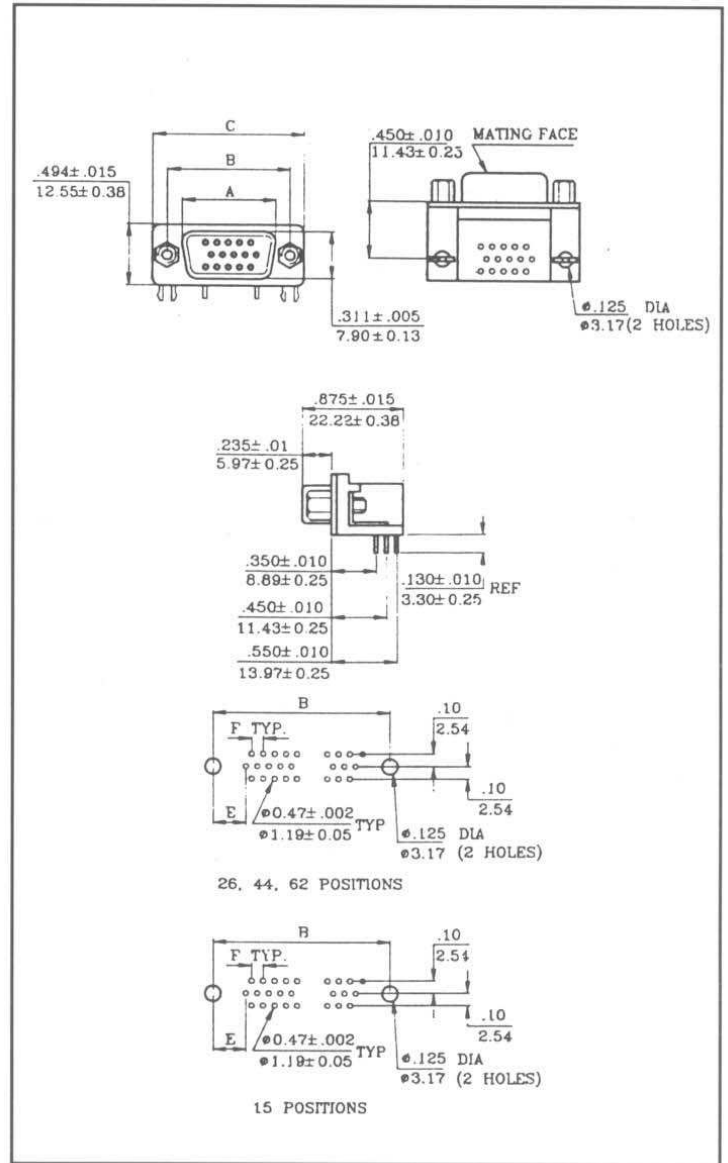 C
B
A
.494±.015
12.55±0.38
.311±.005
7.90±0.13
.450±.010
11.43±0.23
MATING FACE
ø.125 DIA
ø3.17(2 HOLES)
.875±.015
22.22±0.38
.235±.01
5.97±0.25
.350±.010
8.89±0.25
.450±.010
11.43±0.25
.550±.010
13.97±0.25
.130±.010
3.30±0.25
REF
B
F TYP.
.10
2.54
.10
2.54
E
ø0.47±.002
ø1.19±0.05
TYP
ø.125 DIA
ø3.17 (2 HOLES)
26, 44, 62 POSITIONS
B
F TYP.
.10
2.54
.10
2.54
E
ø0.47±.002
ø1.19±0.05
TYP
ø.125 DIA
ø3.17 (2 HOLES)
15 POSITIONS